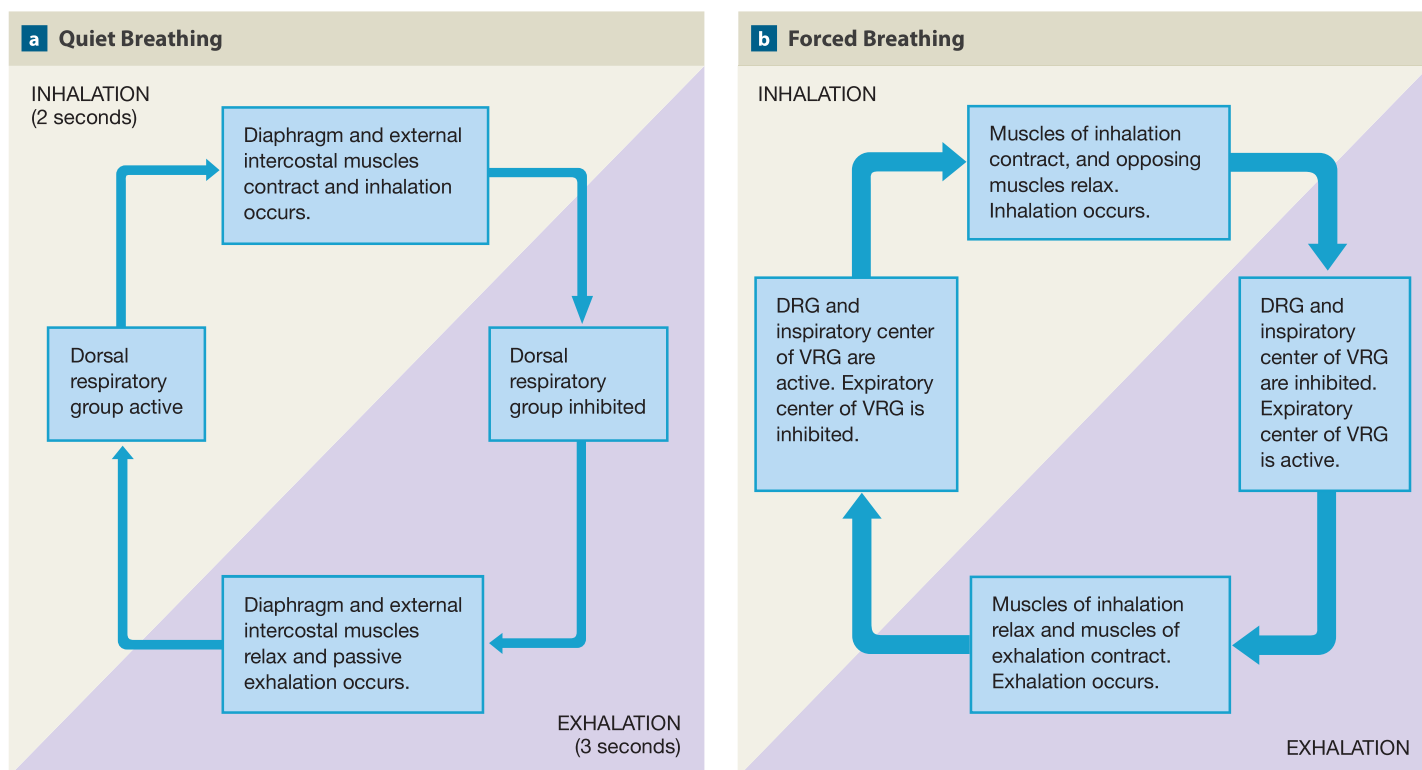 a Quiet Breathing
INHALATION
(2 seconds)
Diaphragm and external
intercostal muscles
contract and inhalation
occurs.
Dorsal
respiratory
group active
Dorsal
respiratory
group inhibited
Diaphragm and external
intercostal muscles
relax and passive
exhalation occurs.
EXHALATION
(3 seconds)
b Forced Breathing
INHALATION
Muscles of inhalation
contract, and opposing
muscles relax.
Inhalation occurs.
DRG and
inspiratory center
of VRG are
active. Expiratory
center of VRG is
inhibited.
DRG and
inspiratory
center of VRG
are inhibited.
Expiratory
center of VRG
is active.
Muscles of inhalation
relax and muscles of
exhalation contract.
Exhalation occurs.
EXHALATION